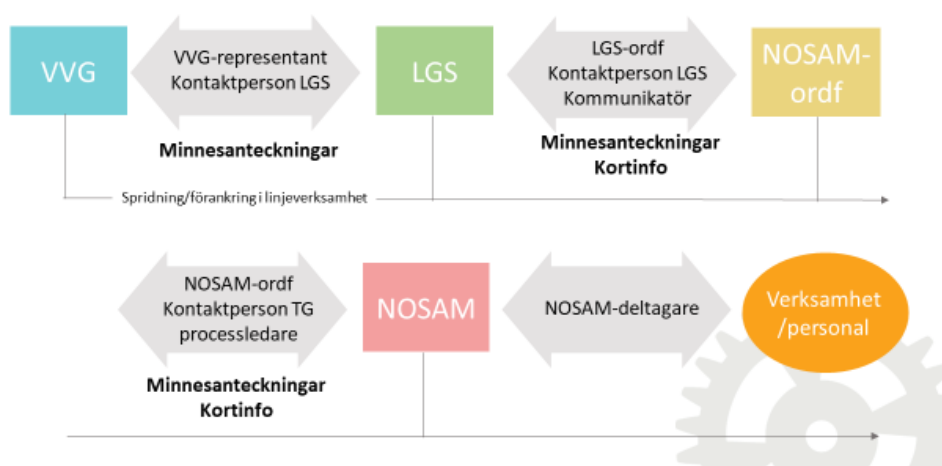 VVG
VVG-representant
Kontaktperson LGS
Minnesanteckningar
LGS
LGS-ordf
Kontaktperson LGS
Kommunikatör
Minnesanteckningar
Kortinfo
NOSAM-
ordf
Spridning/förankring i linjeverksamhet
NOSAM-ordf
Kontaktperson TG
processledare
Minnesanteckningar
Kortinfo
NOSAM
NOSAM-deltagare
Verksamhet
/personal